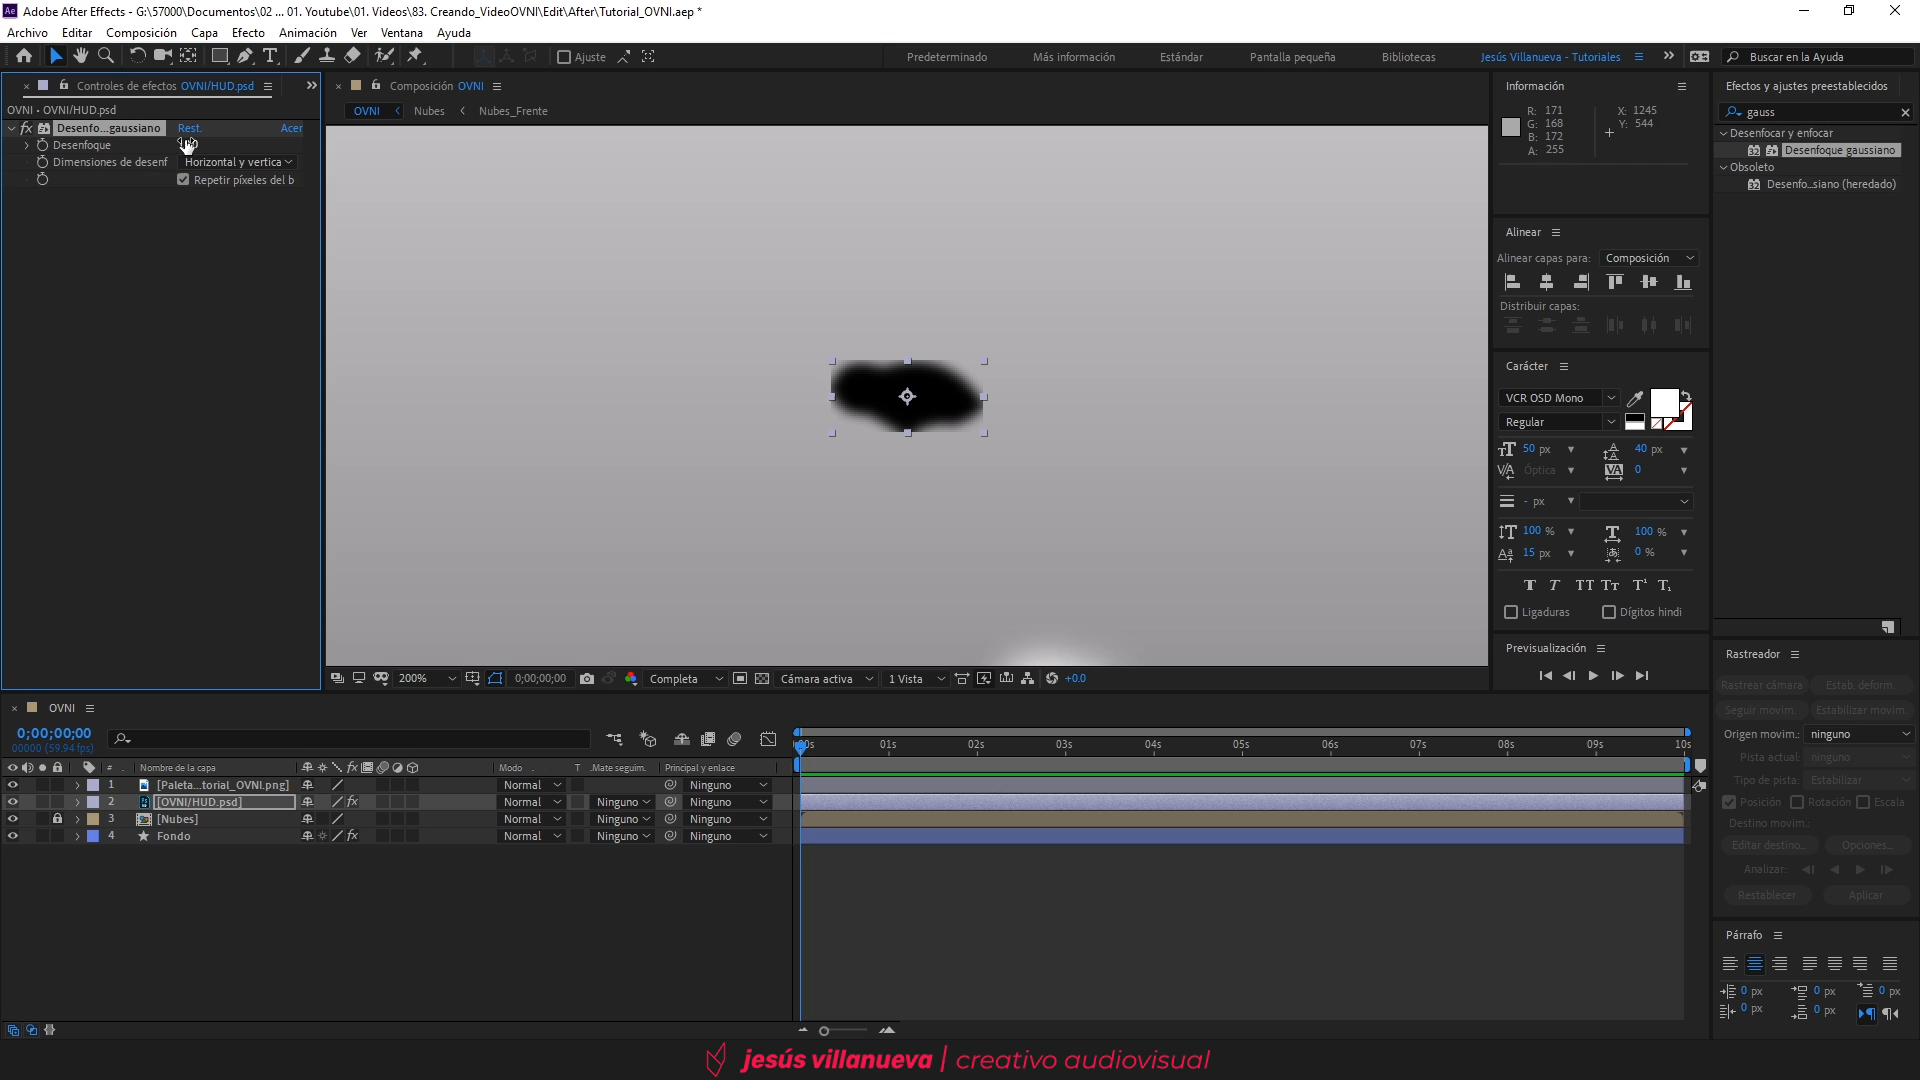 Adobe After Effects - G:\57000\Documentos\02 ... 01. Youtube\01. Videos\83. Creando_VideoOVNI\Edit\After\Tutorial_OVNI.aep *
Archivo Editar Composición Capa Efecto Animación Ver Ventana Ayuda
Ajuste Predeterminado Más información Estándar Pantalla pequeña Bibliotecas Jesús Villanueva - Tutoriales Buscar en la Ayuda
Controles de efectos OVNI/HUD.psd
OVNI • OVNI/HUD.psd
fx Desenfo...gaussiano Rest. Acer
Desenfoque
Dimensiones de desenf Horizontal y vertica
Repetir píxeles del b
Composición OVNI
OVNI Nubes Nubes_Frente
200% 0;00;00;00 Completa Cámara activa 1 Vista +0.0
Información
R: 171
G: 168
B: 172
A: 255
X: 1245
Y: 544
Alinear
Alinear capas para: Composición
Distribuir capas:
Carácter
VCR OSD Mono
Regular
50 px 40 px
Óptica 0
- px
100 % 100 %
15 px 0 %
Ligaduras Dígitos hindi
Previsualización
Efectos y ajustes preestablecidos
gauss
Desenfocar y enfocar
Desenfoque gaussiano
Obsoleto
Desenfo...siano (heredado)
Rastreador
Rastrear cámara Estab. deform.
Seguir movim. Estabilizar movim.
Origen movim.: ninguno
Pista actual: ninguno
Tipo de pista: Estabilizar
Posición Rotación Escala
Destino movim.:
Editar destino... Opciones...
Analizar:
Restablecer Aplicar
Párrafo
0 px 0 px 0 px
0 px 0 px
OVNI
0;00;00;00
00000 (59.94 fps)
01s 02s 03s 04s 05s 06s 07s 08s 09s 10s
# Nombre de la capa fx Modo T .Mate seguim. Principal y enlace
1 [Paleta...torial_OVNI.png] Normal Ninguno
2 [OVNI/HUD.psd] fx Normal Ninguno Ninguno
3 [Nubes] Normal Ninguno Ninguno
4 Fondo fx Normal Ninguno Ninguno
jesús villanueva | creativo audiovisual